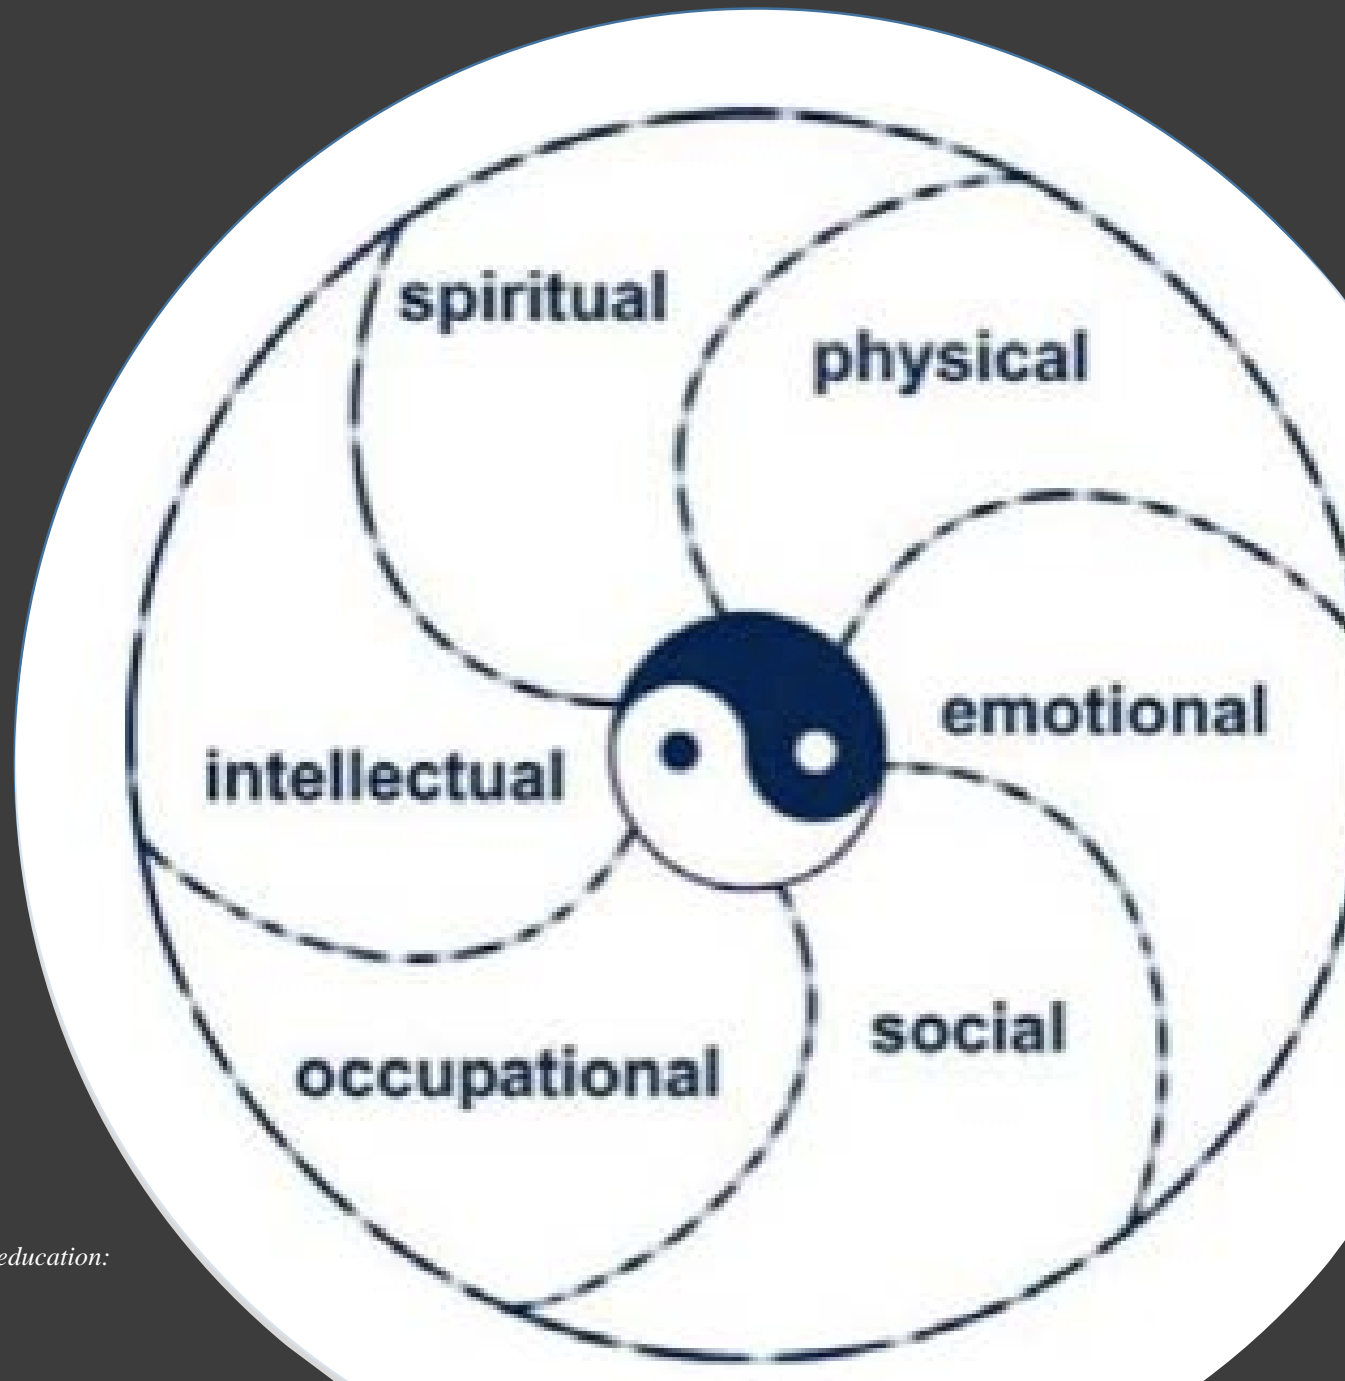 spiritual
physical
emotional
intellectual
social
occupational
education: